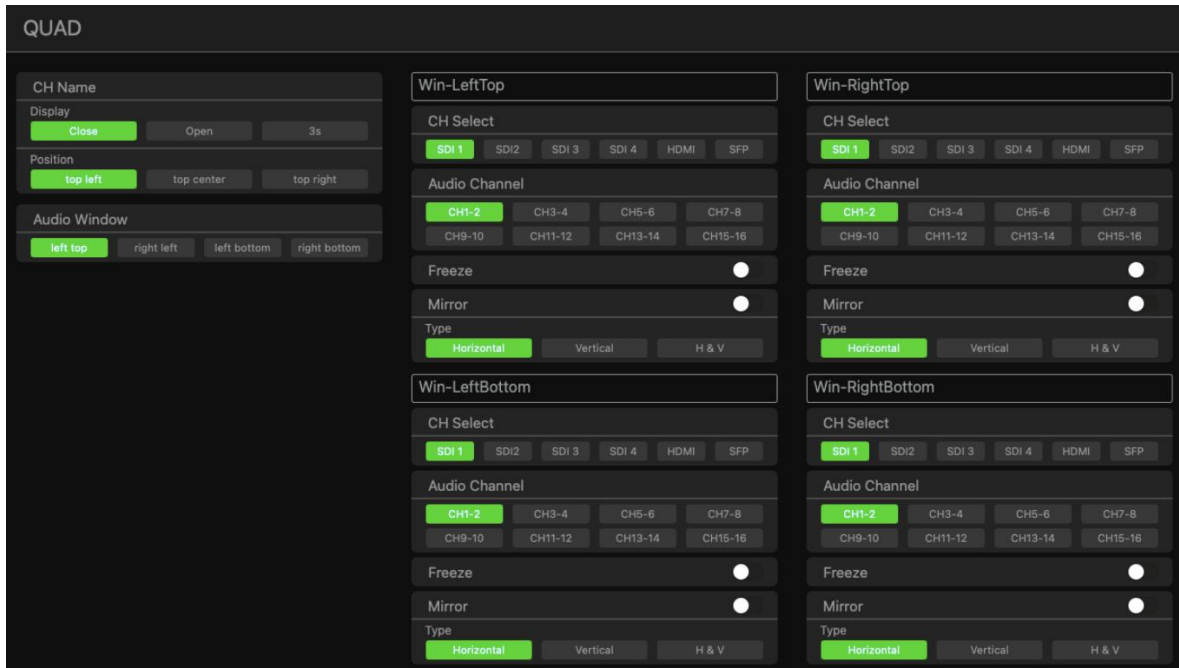 QUAD
CH Name
Display
Close Open 3s
Position
top left top center top right
Audio Window
left top right left left bottom right bottom
Win-LeftTop
CH Select
SDI 1 SDI2 SDI 3 SDI 4 HDMI SFP
Audio Channel
CH1-2 CH3-4 CH5-6 CH7-8
CH9-10 CH11-12 CH13-14 CH15-16
Freeze
Mirror
Type
Horizontal Vertical H & V
Win-RightTop
CH Select
SDI 1 SDI2 SDI 3 SDI 4 HDMI SFP
Audio Channel
CH1-2 CH3-4 CH5-6 CH7-8
CH9-10 CH11-12 CH13-14 CH15-16
Freeze
Mirror
Type
Horizontal Vertical H & V
Win-LeftBottom
CH Select
SDI 1 SDI2 SDI 3 SDI 4 HDMI SFP
Audio Channel
CH1-2 CH3-4 CH5-6 CH7-8
CH9-10 CH11-12 CH13-14 CH15-16
Freeze
Mirror
Type
Horizontal Vertical H & V
Win-RightBottom
CH Select
SDI 1 SDI2 SDI 3 SDI 4 HDMI SFP
Audio Channel
CH1-2 CH3-4 CH5-6 CH7-8
CH9-10 CH11-12 CH13-14 CH15-16
Freeze
Mirror
Type
Horizontal Vertical H & V